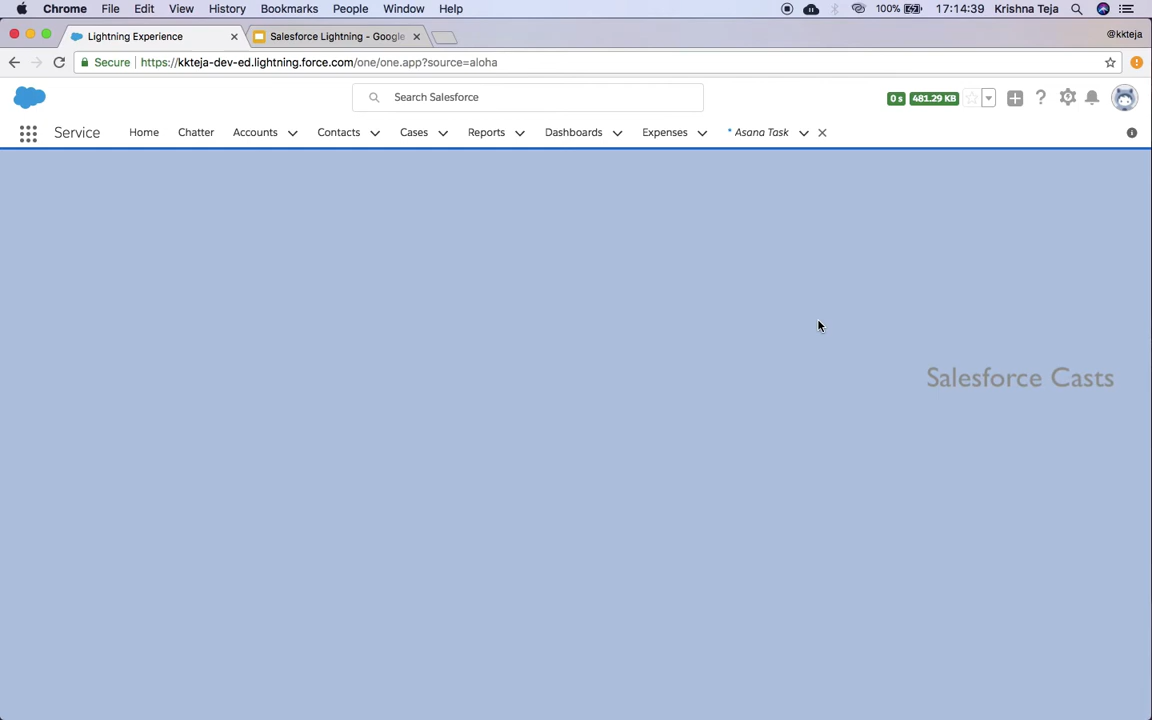 Chrome File Edit View History Bookmarks People Window Help 100% 17:14:39 Krishna Teja
Lightning Experience Salesforce Lightning - Google @kkteja
Secure https://kkteja-dev-ed.lightning.force.com/one/one.app?source=aloha
Search Salesforce 0 s 481.29 KB
Service Home Chatter Accounts Contacts Cases Reports Dashboards Expenses * Asana Task
Salesforce Casts